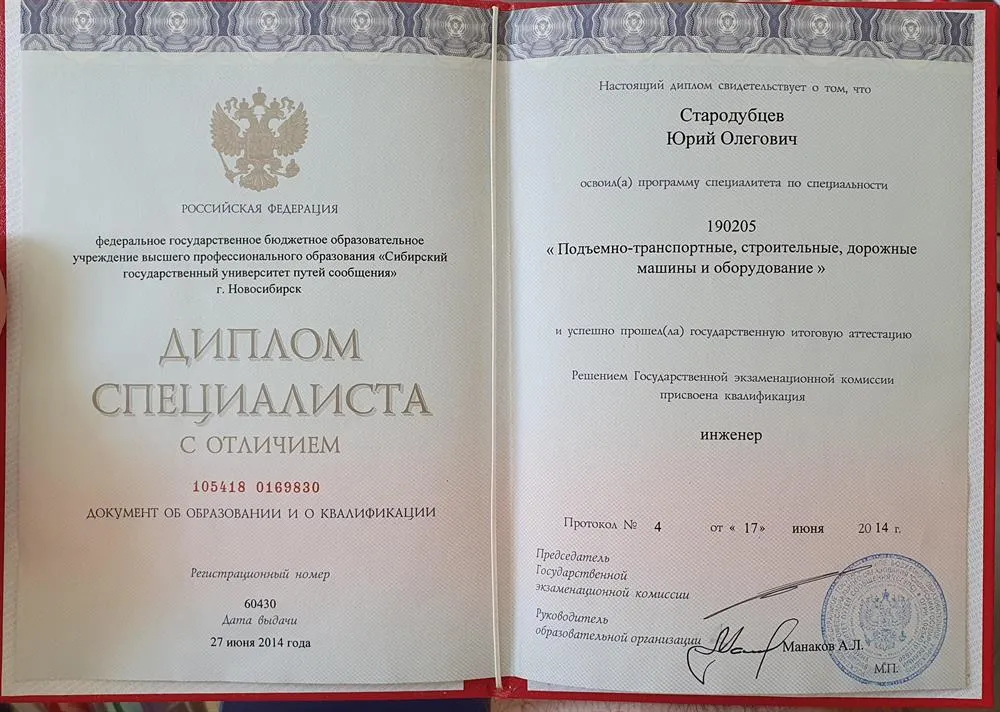 РОССИЙСКАЯ ФЕДЕРАЦИЯ
федеральное государственное бюджетное образовательное
учреждение высшего профессионального образования «Сибирский
государственный университет путей сообщения»
г. Новосибирск
ДИПЛОМ
СПЕЦИАЛИСТА
С ОТЛИЧИЕМ
105418 0169830
ДОКУМЕНТ ОБ ОБРАЗОВАНИИ И О КВАЛИФИКАЦИИ
Регистрационный номер
60430
Дата выдачи
27 июня 2014 года
Настоящий диплом свидетельствует о том, что
Стародубцев
Юрий Олегович
освоил(а) программу специалитета по специальности
190205
« Подъемно-транспортные, строительные, дорожные
машины и оборудование »
и успешно прошел(ла) государственную итоговую аттестацию
Решением Государственной экзаменационной комиссии
присвоена квалификация
инженер
Протокол № 4 от « 17» июня 2014 г.
Председатель
Государственной
экзаменационной комиссии
Руководитель
образовательной организации
Манаков А.Л.
М.П.